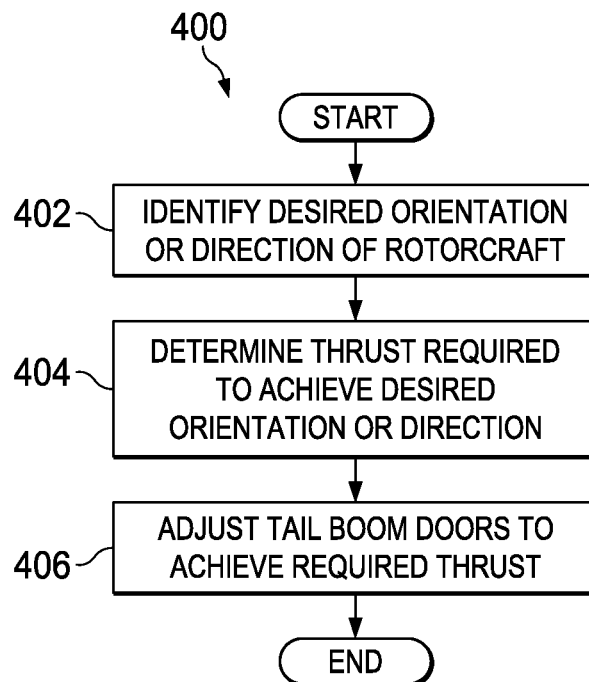 400
START
402
IDENTIFY DESIRED ORIENTATION
OR DIRECTION OF ROTORCRAFT
404
DETERMINE THRUST REQUIRED
TO ACHIEVE DESIRED
ORIENTATION OR DIRECTION
406
ADJUST TAIL BOOM DOORS TO
ACHIEVE REQUIRED THRUST
END